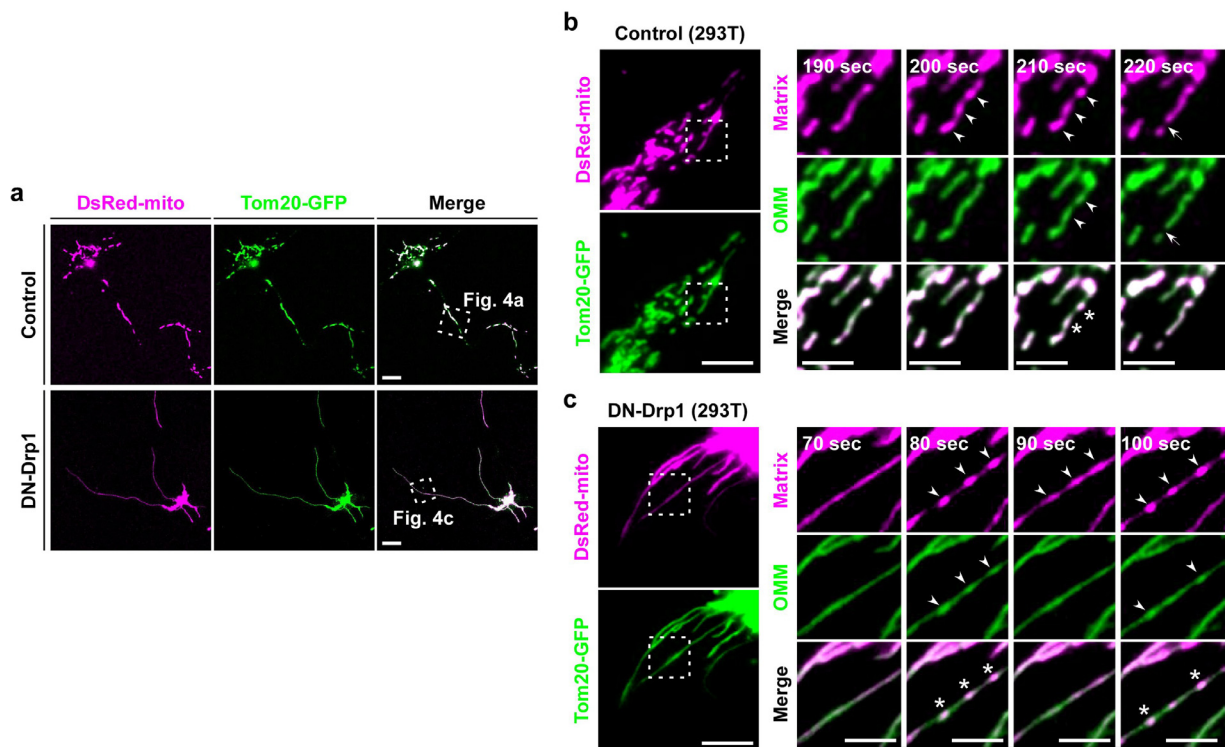 a
DsRed-mito Tom20-GFP Merge
Control
Fig. 4a
DN-Drp1
Fig. 4c
b
Control (293T)
DsRed-mito
Tom20-GFP
190 sec 200 sec 210 sec 220 sec
Matrix
OMM
Merge
* *
c
DN-Drp1 (293T)
DsRed-mito
Tom20-GFP
70 sec 80 sec 90 sec 100 sec
Matrix
OMM
Merge
* * * * *